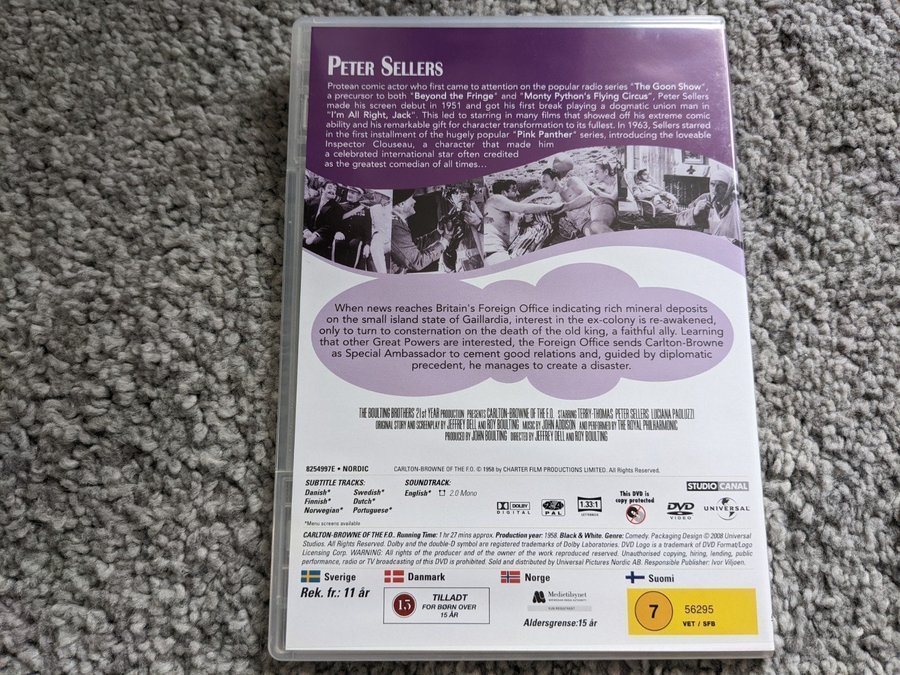 PETER SELLERS
Protean comic actor who first came to attention on the popular radio series "The Goon Show",
a precursor to both "Beyond the Fringe" and "Monty Python's Flying Circus", Peter Sellers
made his screen debut in 1951 and got his first break playing a dogmatic union man in
"I'm All Right, Jack". This led to starring in many films that showed off his extreme comic
ability and his remarkable gift for character transformation to its fullest. In 1963, Sellers starred
in the first installment of the hugely popular "Pink Panther" series, introducing the loveable
Inspector Clouseau, a character that made him
a celebrated international star often credited
as the greatest comedian of all times...
When news reaches Britain's Foreign Office indicating rich mineral deposits
on the small island state of Gaillardia, interest in the ex-colony is re-awakened,
only to turn to consternation on the death of the old king, a faithful ally. Learning
that other Great Powers are interested, the Foreign Office sends Carlton-Browne
as Special Ambassador to cement good relations and, guided by diplomatic
precedent, he manages to create a disaster.
THE BOULTING BROTHERS' 21st YEAR PRODUCTION PRESENTS CARLTON-BROWNE OF THE F.O. STARRING TERRY-THOMAS PETER SELLERS LUCIANA PAOLUZZI
ORIGINAL STORY AND SCREENPLAY BY JEFFREY DELL AND ROY BOULTING MUSIC BY JOHN ADDISON AND PERFORMED BY THE ROYAL PHILHARMONIC
PRODUCED BY JOHN BOULTING DIRECTED BY JEFFREY DELL AND ROY BOULTING
8254997E • NORDIC CARLTON-BROWNE OF THE F.O. © 1958 by CHARTER FILM PRODUCTIONS LIMITED. All Rights Reserved.
SUBTITLE TRACKS:
Danish* Swedish*
Finnish* Dutch*
Norwegian* Portuguese*
*Menu screens available
SOUNDTRACK:
English* 2.0 Mono
DOLBY
DIGITAL
PAL
1.33:1
This DVD is
copy protected
DVD
VIDEO
STUDIO CANAL
UNIVERSAL
CARLTON-BROWNE OF THE F.O.. Running Time: 1 hr 27 mins approx. Production year: 1958. Black & White. Genre: Comedy. Packaging Design © 2008 Universal
Studios. All Rights Reserved. Dolby and the double-D symbol are registered trademarks of Dolby Laboratories. DVD Logo is a trademark of DVD Format/Logo
Licensing Corp. WARNING: All rights of the producer and of the owner of the work reproduced reserved. Unauthorised copying, hiring, lending, public
performance, radio or TV broadcasting of this DVD is prohibited. Sold and distributed by Universal Pictures Nordic AB. Responsible Publisher: Ivor Viljoen.
Sverige
Rek. fr.: 11 år
Danmark
15
TILLADT
FOR BØRN OVER
15 ÅR
Norge
Medietilsynet
Aldersgrense:15 år
Suomi
7
56295
VET / SFB